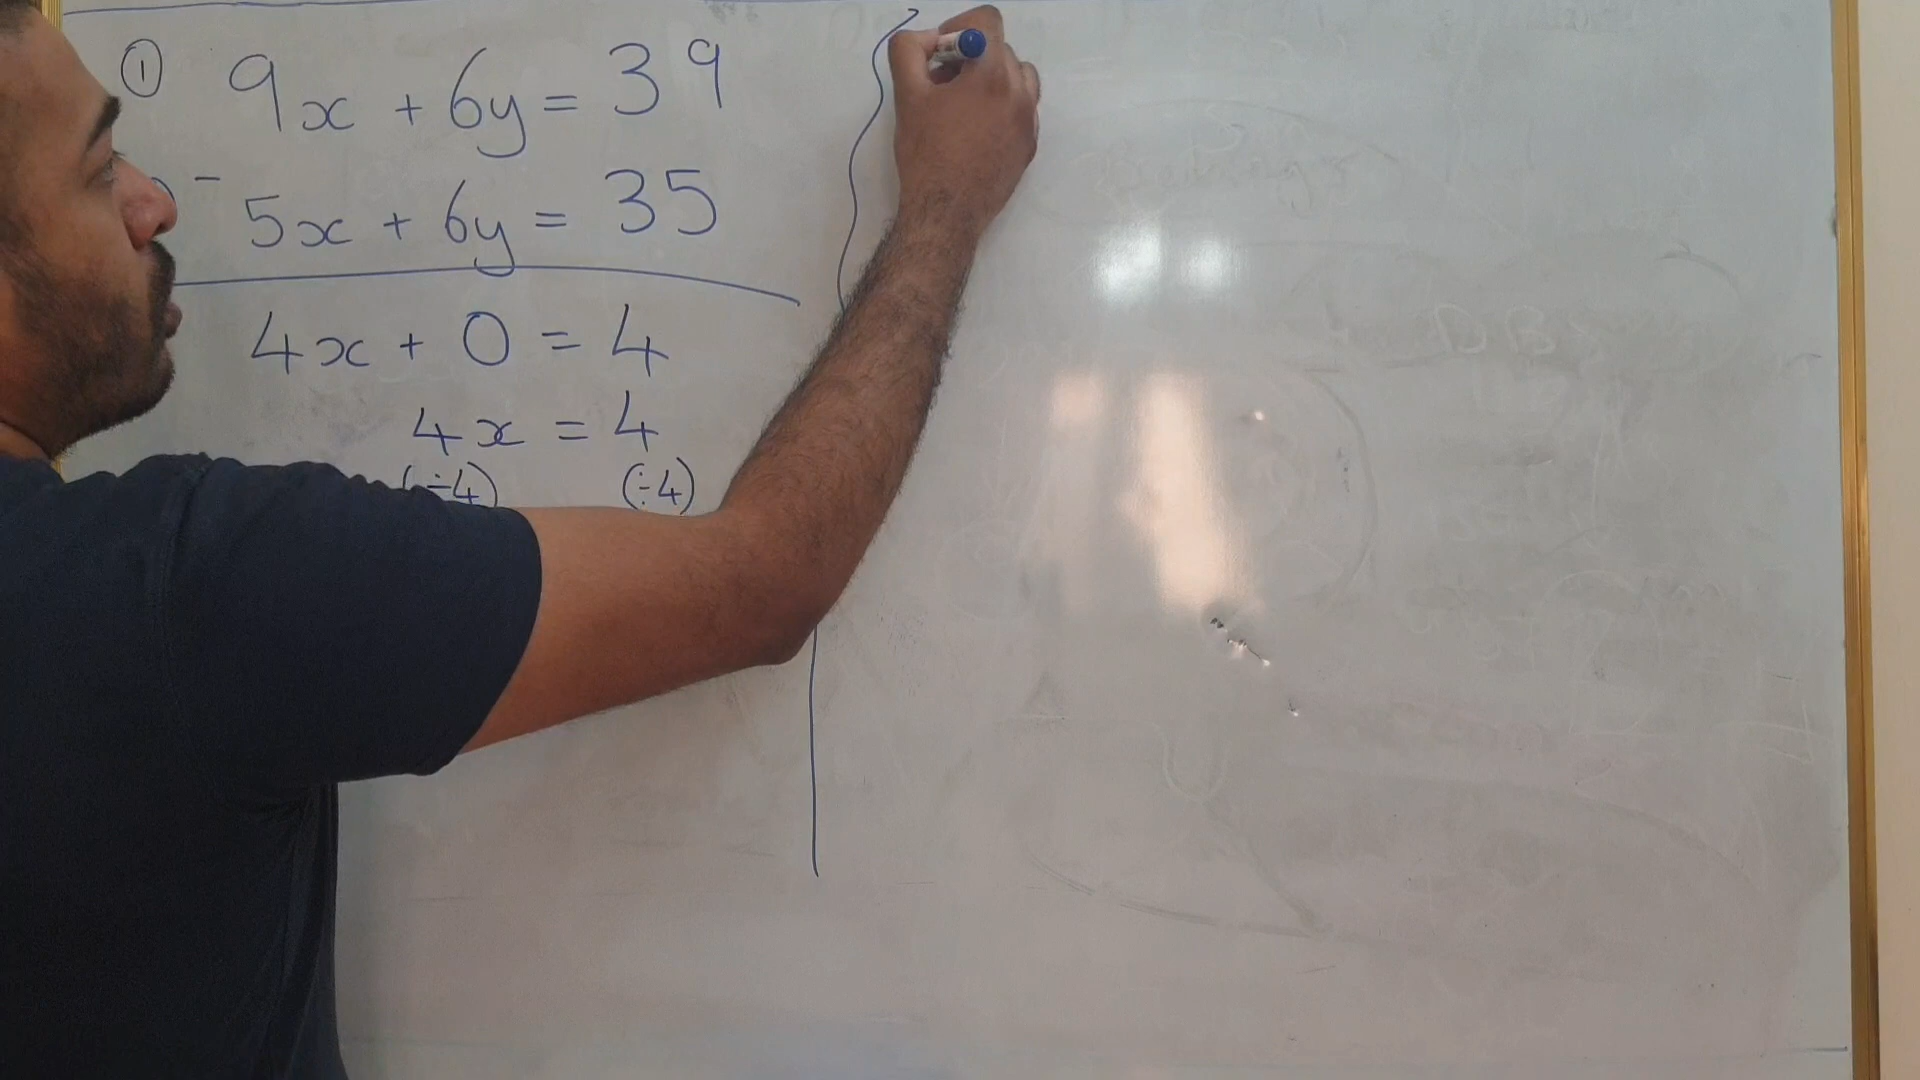 ① 9x + 6y = 39
- 5x + 6y = 35
4x + 0 = 4
4x = 4
(÷4) (÷4)